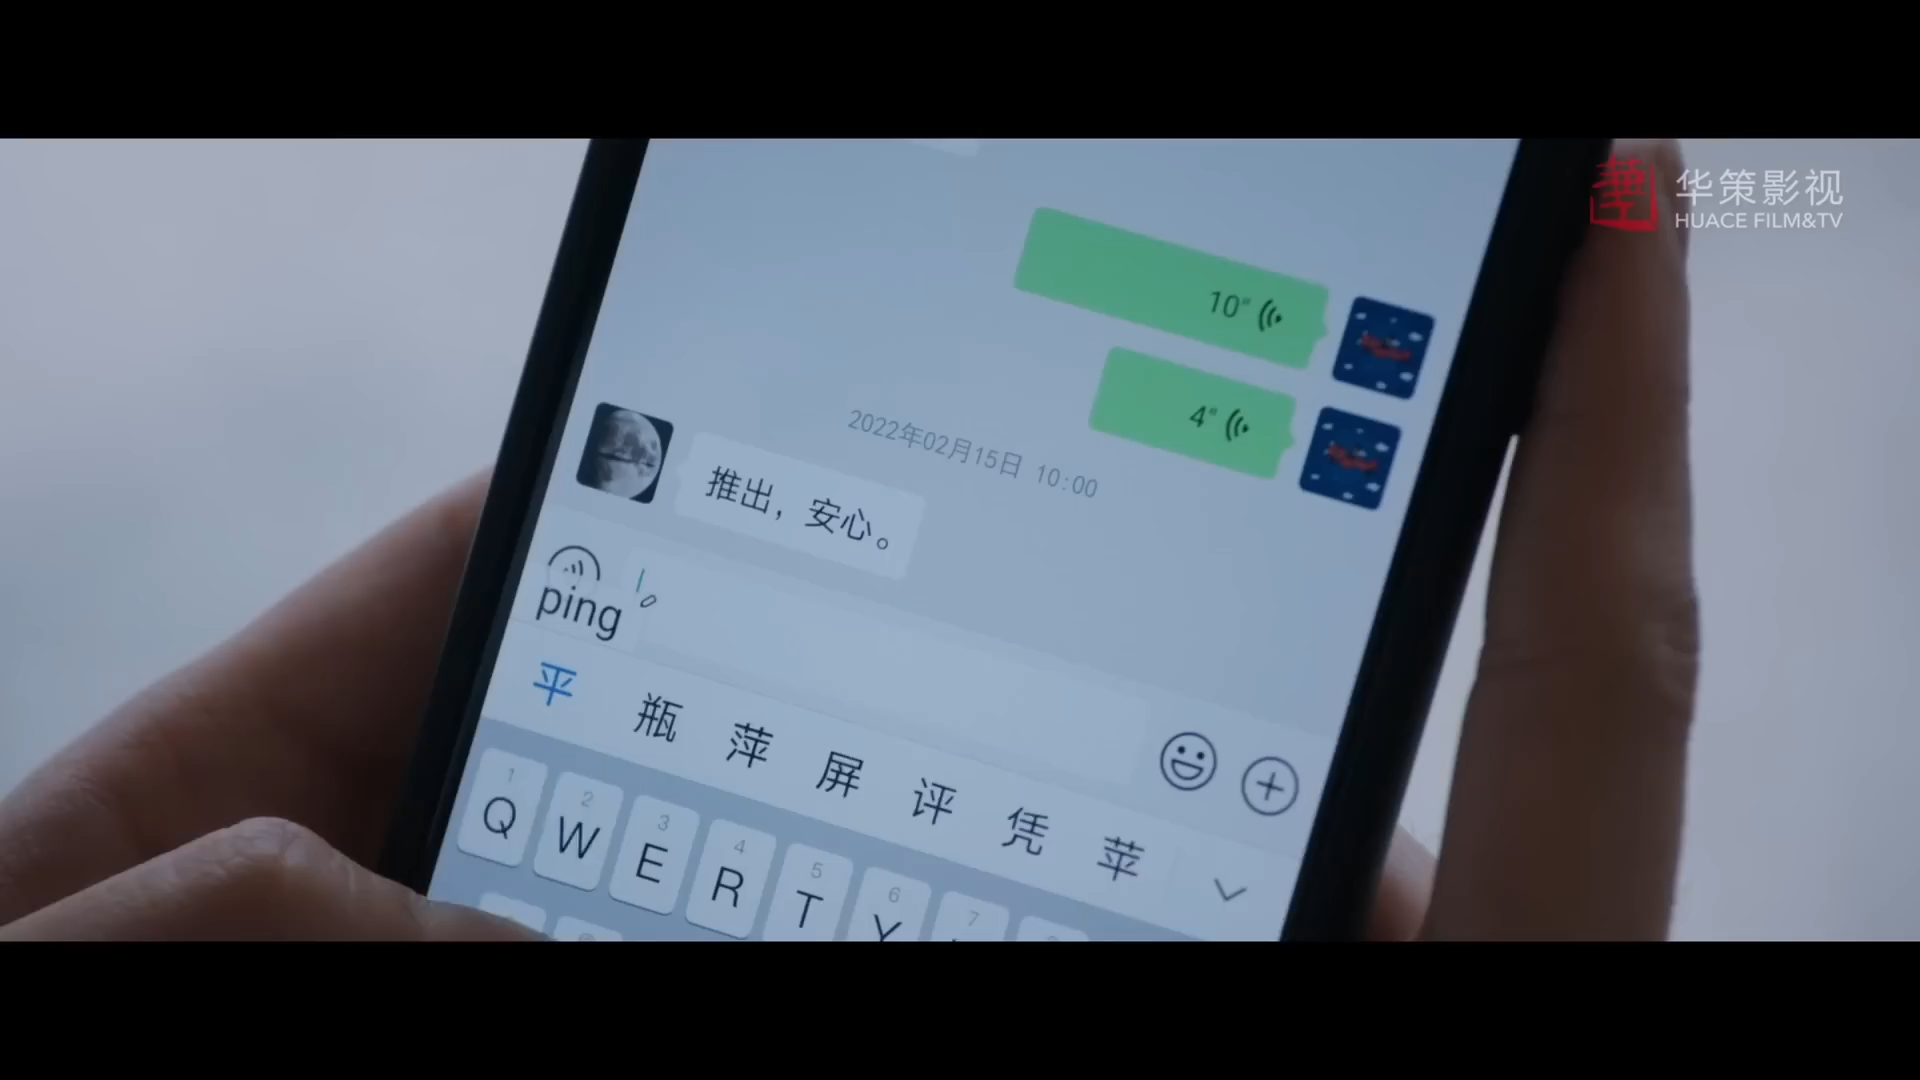 华策影视
HUACE FILM&TV
10"
4"
2022年02月15日 10:00
推出，安心。
ping
平 瓶 萍 屏 评 凭 苹
1 2 3 4 5 6 7
Q W E R T Y